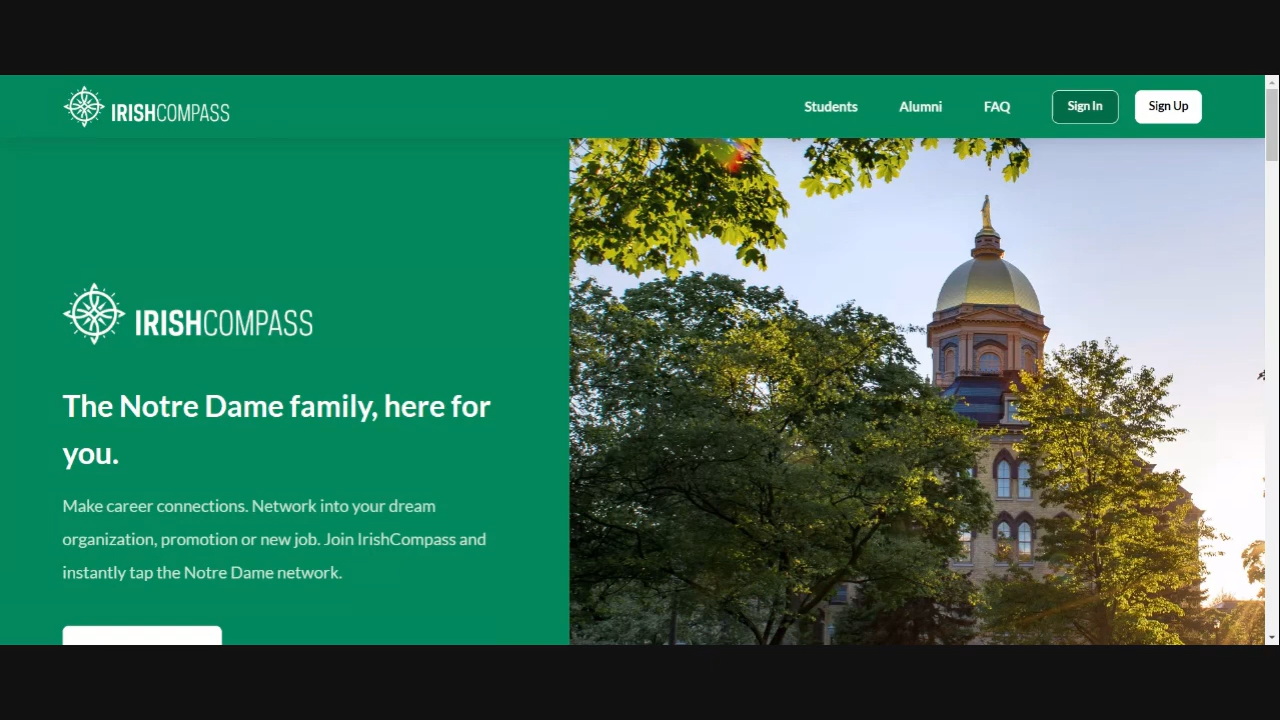 IRISHCOMPASS
Students Alumni FAQ Sign In Sign Up
IRISHCOMPASS
The Notre Dame family, here for
you.
Make career connections. Network into your dream
organization, promotion or new job. Join IrishCompass and
instantly tap the Notre Dame network.